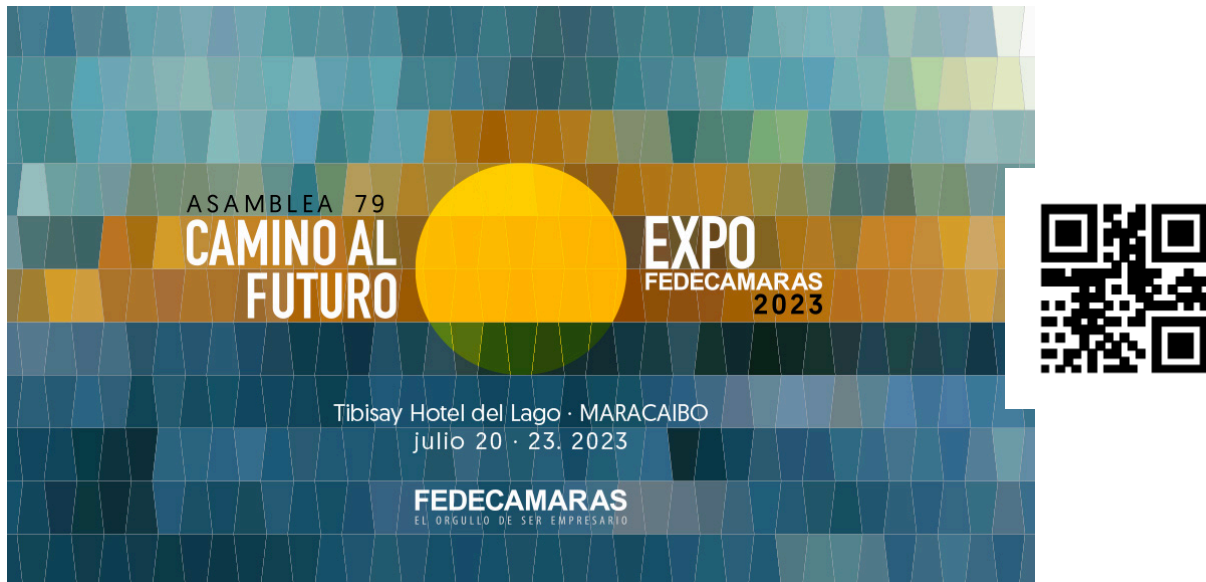 ASAMBLEA 79
CAMINO AL
FUTURO
EXPO
FEDECAMARAS
2023
Tibisay Hotel del Lago · MARACAIBO
julio 20 · 23. 2023
FEDECAMARAS
EL ORGULLO DE SER EMPRESARIO